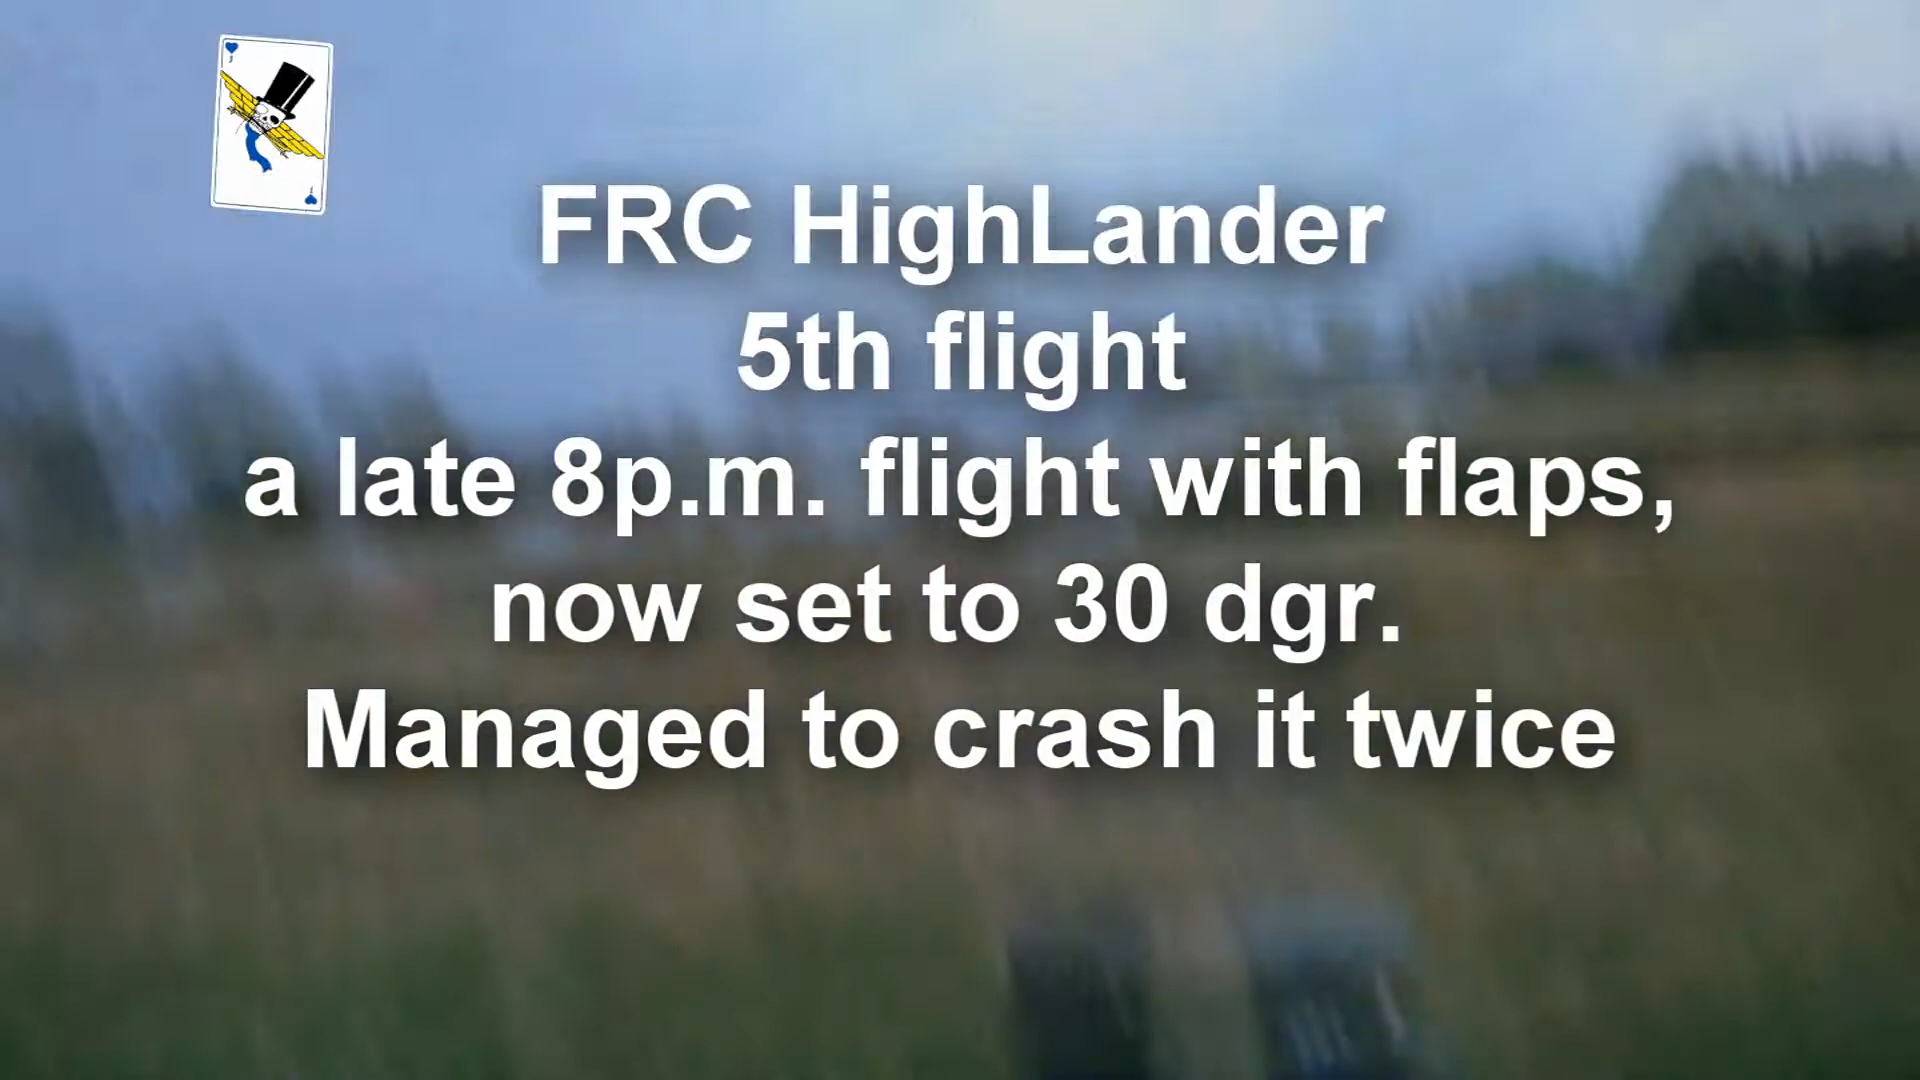 FRC HighLander
5th flight
a late 8p.m. flight with flaps,
now set to 30 dgr.
Managed to crash it twice